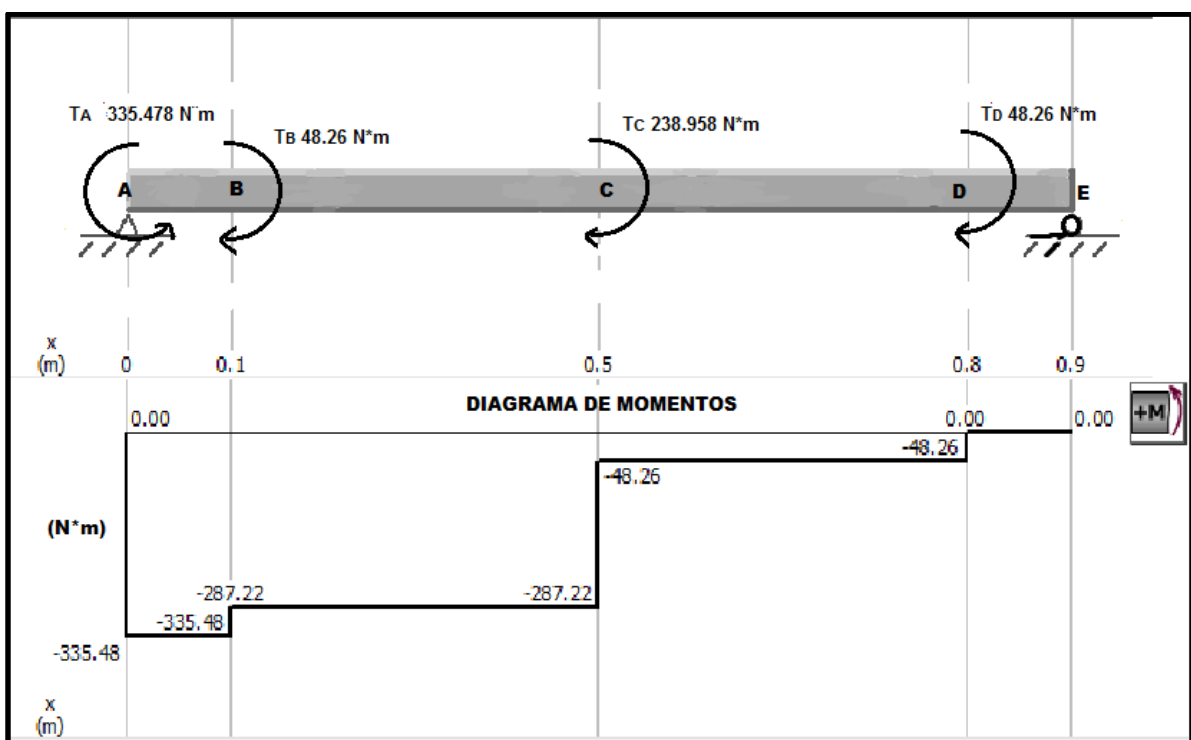 TA 335.478 N¨m
TB 48.26 N*m
TC 238.958 N*m
TD 48.26 N*m
A B C D E
x
(m) 0 0.1 0.5 0.8 0.9
DIAGRAMA DE MOMENTOS
0.00 0.00 0.00
+M
-48.26
-48.26
(N*m)
-287.22 -287.22
-335.48
-335.48
x
(m)